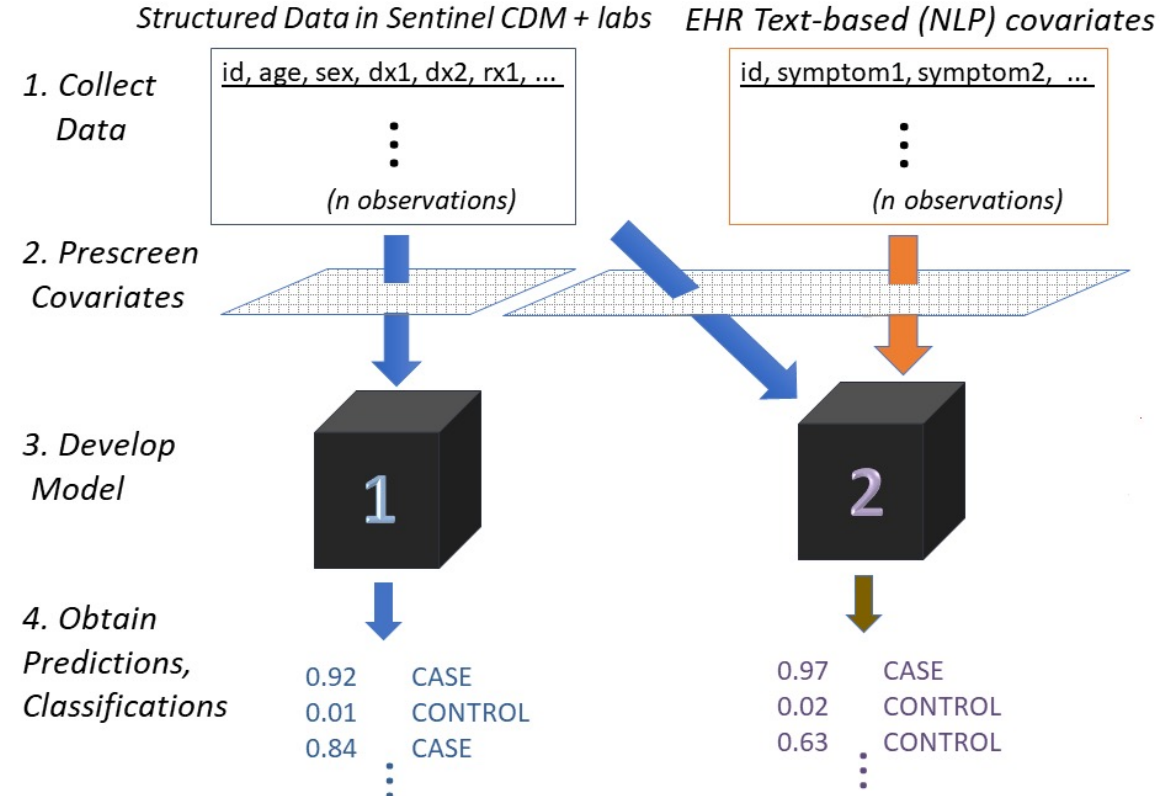 Structured Data in Sentinel CDM + labs
EHR Text-based (NLP) covariates
1. Collect
Data
id, age, sex, dx1, dx2, rx1, ...
(n observations)
id, symptom1, symptom2, ...
(n observations)
2. Prescreen
Covariates
3. Develop
Model
1
2
4. Obtain
Predictions,
Classifications
0.92 CASE
0.01 CONTROL
0.84 CASE
0.97 CASE
0.02 CONTROL
0.63 CONTROL